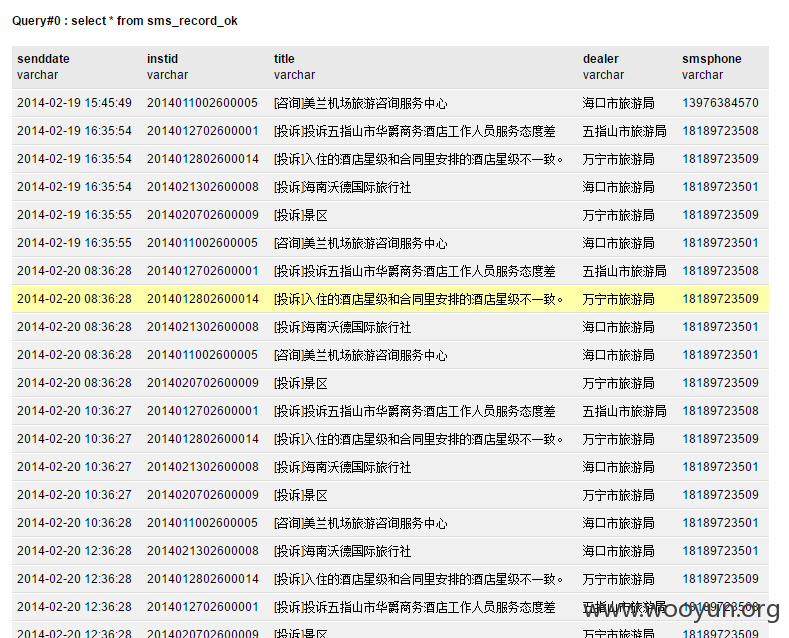 Query#0 : select * from sms_record_ok
senddate instid title dealer smsphone
varchar varchar varchar varchar varchar
2014-02-19 15:45:49 2014011002600005 [咨询]美兰机场旅游咨询服务中心 海口市旅游局 13976384570
2014-02-19 16:35:54 2014012702600001 [投诉]投诉五指山市华爵商务酒店工作人员服务态度差 五指山市旅游局 18189723508
2014-02-19 16:35:54 2014012802600014 [投诉]入住的酒店星级和合同里安排的酒店星级不一致。 万宁市旅游局 18189723509
2014-02-19 16:35:54 2014021302600008 [投诉]海南沃德国际旅行社 海口市旅游局 18189723501
2014-02-19 16:35:55 2014020702600009 [投诉]景区 万宁市旅游局 18189723509
2014-02-19 16:35:55 2014011002600005 [咨询]美兰机场旅游咨询服务中心 海口市旅游局 18189723501
2014-02-20 08:36:28 2014012702600001 [投诉]投诉五指山市华爵商务酒店工作人员服务态度差 五指山市旅游局 18189723508
2014-02-20 08:36:28 2014012802600014 [投诉]入住的酒店星级和合同里安排的酒店星级不一致。 万宁市旅游局 18189723509
2014-02-20 08:36:28 2014021302600008 [投诉]海南沃德国际旅行社 海口市旅游局 18189723501
2014-02-20 08:36:28 2014011002600005 [咨询]美兰机场旅游咨询服务中心 海口市旅游局 18189723501
2014-02-20 08:36:28 2014020702600009 [投诉]景区 万宁市旅游局 18189723509
2014-02-20 10:36:27 2014012702600001 [投诉]投诉五指山市华爵商务酒店工作人员服务态度差 五指山市旅游局 18189723508
2014-02-20 10:36:27 2014012802600014 [投诉]入住的酒店星级和合同里安排的酒店星级不一致。 万宁市旅游局 18189723509
2014-02-20 10:36:27 2014021302600008 [投诉]海南沃德国际旅行社 海口市旅游局 18189723501
2014-02-20 10:36:27 2014020702600009 [投诉]景区 万宁市旅游局 18189723509
2014-02-20 10:36:28 2014011002600005 [咨询]美兰机场旅游咨询服务中心 海口市旅游局 18189723501
2014-02-20 12:36:28 2014021302600008 [投诉]海南沃德国际旅行社 海口市旅游局 18189723501
2014-02-20 12:36:28 2014012802600014 [投诉]入住的酒店星级和合同里安排的酒店星级不一致。 万宁市旅游局 18189723509
2014-02-20 12:36:28 2014012702600001 [投诉]投诉五指山市华爵商务酒店工作人员服务态度差 五指山市旅游局 18189723508
www.wooyun.org
2014-02-20 12:36:28 2014020702600009 [投诉]景区 万宁市旅游局 18189723509